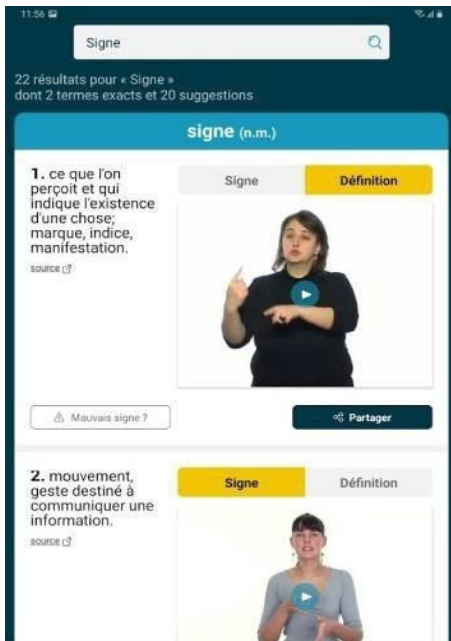 11:56
Signe
22 résultats pour « Signe »
dont 2 termes exacts et 20 suggestions
signe (n.m.)
1. ce que l'on
perçoit et qui
indique l'existence
d'une chose;
marque, indice,
manifestation.
source
Signe
Définition
Mauvais signe ?
Partager
2. mouvement,
geste destiné à
communiquer une
information.
source
Signe
Définition